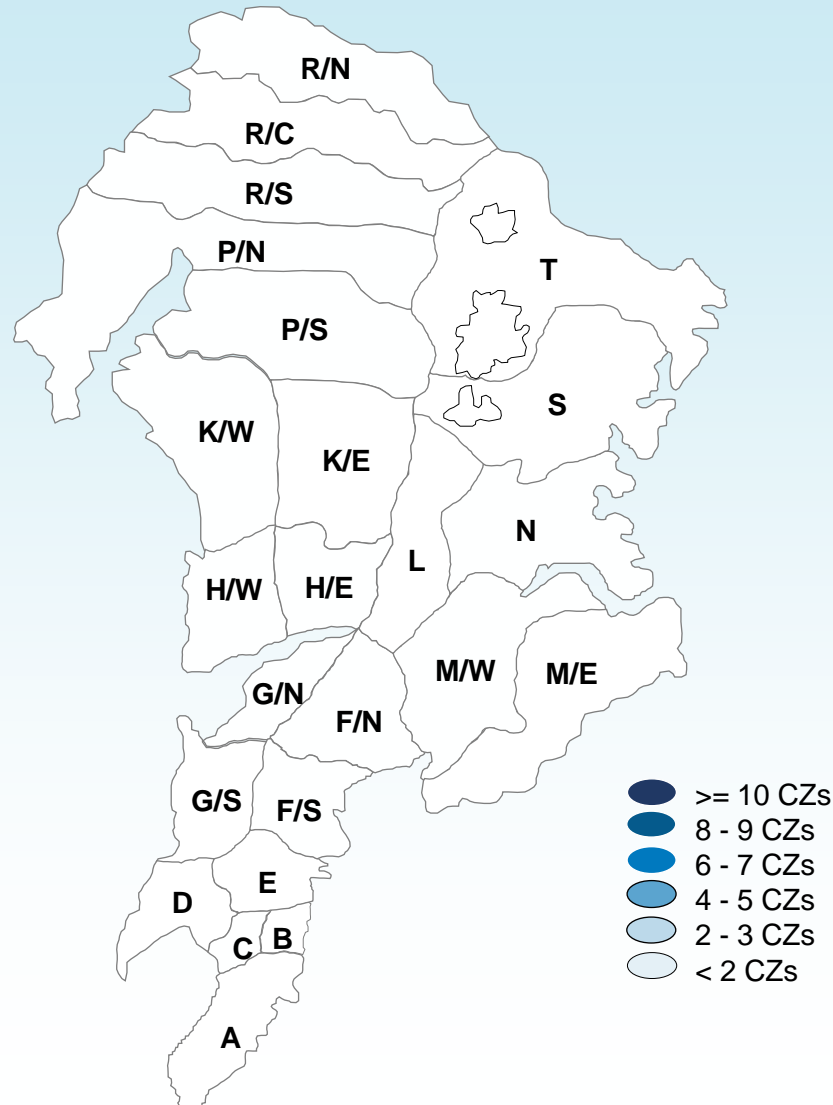 R/N
R/C
R/S
P/N
T
P/S
S
K/W
K/E
N
L
H/W
H/E
M/W
M/E
G/N
F/N
G/S
F/S
E
D
B
C
A
>= 10 CZs
8 - 9 CZs
6 - 7 CZs
4 - 5 CZs
2 - 3 CZs
< 2 CZs